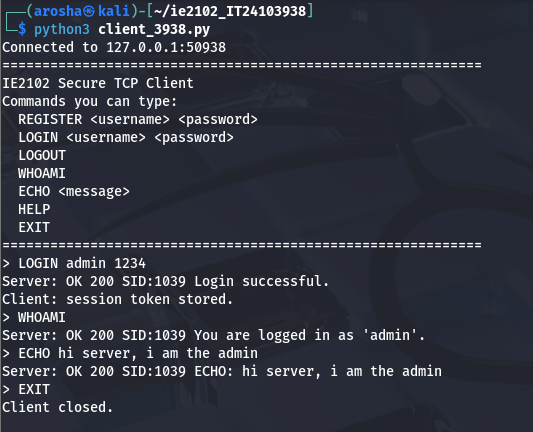 ┌──(arosha㉿kali)-[~/ie2102_IT24103938]
└─$ python3 client_3938.py
Connected to 127.0.0.1:50938
============================================================
IE2102 Secure TCP Client
Commands you can type:
  REGISTER <username> <password>
  LOGIN <username> <password>
  LOGOUT
  WHOAMI
  ECHO <message>
  HELP
  EXIT
============================================================
> LOGIN admin 1234
Server: OK 200 SID:1039 Login successful.
Client: session token stored.
> WHOAMI
Server: OK 200 SID:1039 You are logged in as 'admin'.
> ECHO hi server, i am the admin
Server: OK 200 SID:1039 ECHO: hi server, i am the admin
> EXIT
Client closed.